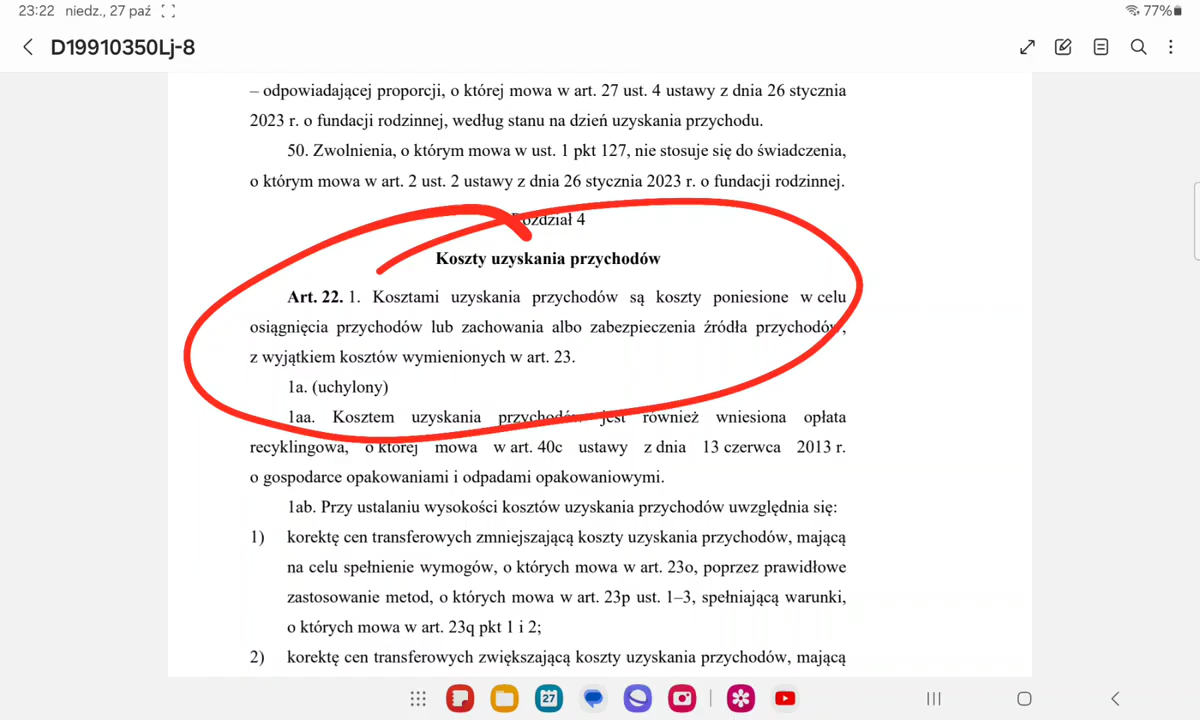 23:22 niedz., 27 paź 77%
D19910350Lj-8
– odpowiadającej proporcji, o której mowa w art. 27 ust. 4 ustawy z dnia 26 stycznia
2023 r. o fundacji rodzinnej, według stanu na dzień uzyskania przychodu.
50. Zwolnienia, o którym mowa w ust. 1 pkt 127, nie stosuje się do świadczenia,
o którym mowa w art. 2 ust. 2 ustawy z dnia 26 stycznia 2023 r. o fundacji rodzinnej.
Rozdział 4
Koszty uzyskania przychodów
Art. 22. 1. Kosztami uzyskania przychodów są koszty poniesione w celu
osiągnięcia przychodów lub zachowania albo zabezpieczenia źródła przychodów,
z wyjątkiem kosztów wymienionych w art. 23.
1a. (uchylony)
1aa. Kosztem uzyskania przychodów jest również wniesiona opłata
recyklingowa, o której mowa w art. 40c ustawy z dnia 13 czerwca 2013 r.
o gospodarce opakowaniami i odpadami opakowaniowymi.
1ab. Przy ustalaniu wysokości kosztów uzyskania przychodów uwzględnia się:
1) korektę cen transferowych zmniejszającą koszty uzyskania przychodów, mającą
na celu spełnienie wymogów, o których mowa w art. 23o, poprzez prawidłowe
zastosowanie metod, o których mowa w art. 23p ust. 1–3, spełniającą warunki,
o których mowa w art. 23q pkt 1 i 2;
2) korektę cen transferowych zwiększającą koszty uzyskania przychodów, mającą
27